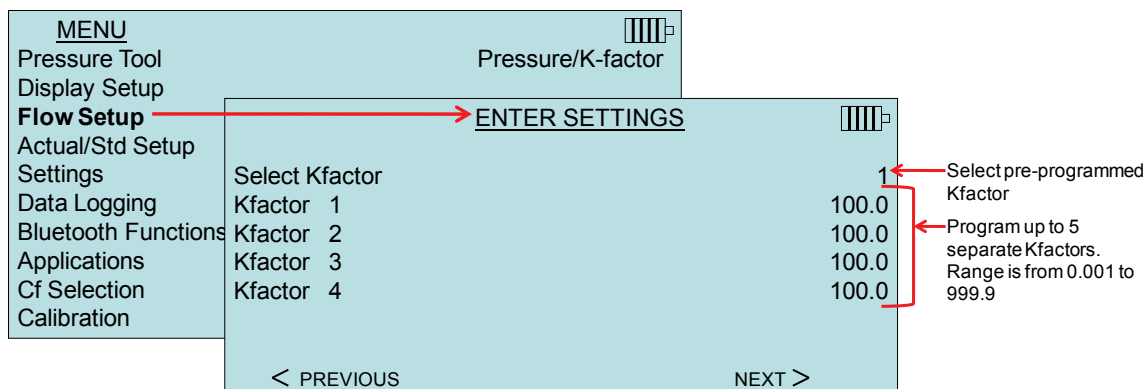 MENU
Pressure Tool
Pressure/K-factor
Display Setup
Flow Setup
Actual/Std Setup
Settings
Data Logging
Bluetooth Functions
Applications
Cf Selection
Calibration
ENTER SETTINGS
Select Kfactor 1
Kfactor 1 100.0
Kfactor 2 100.0
Kfactor 3 100.0
Kfactor 4 100.0
< PREVIOUS
NEXT >
Select pre-programmed
Kfactor
Program up to 5
separate Kfactors.
Range is from 0.001 to
999.9